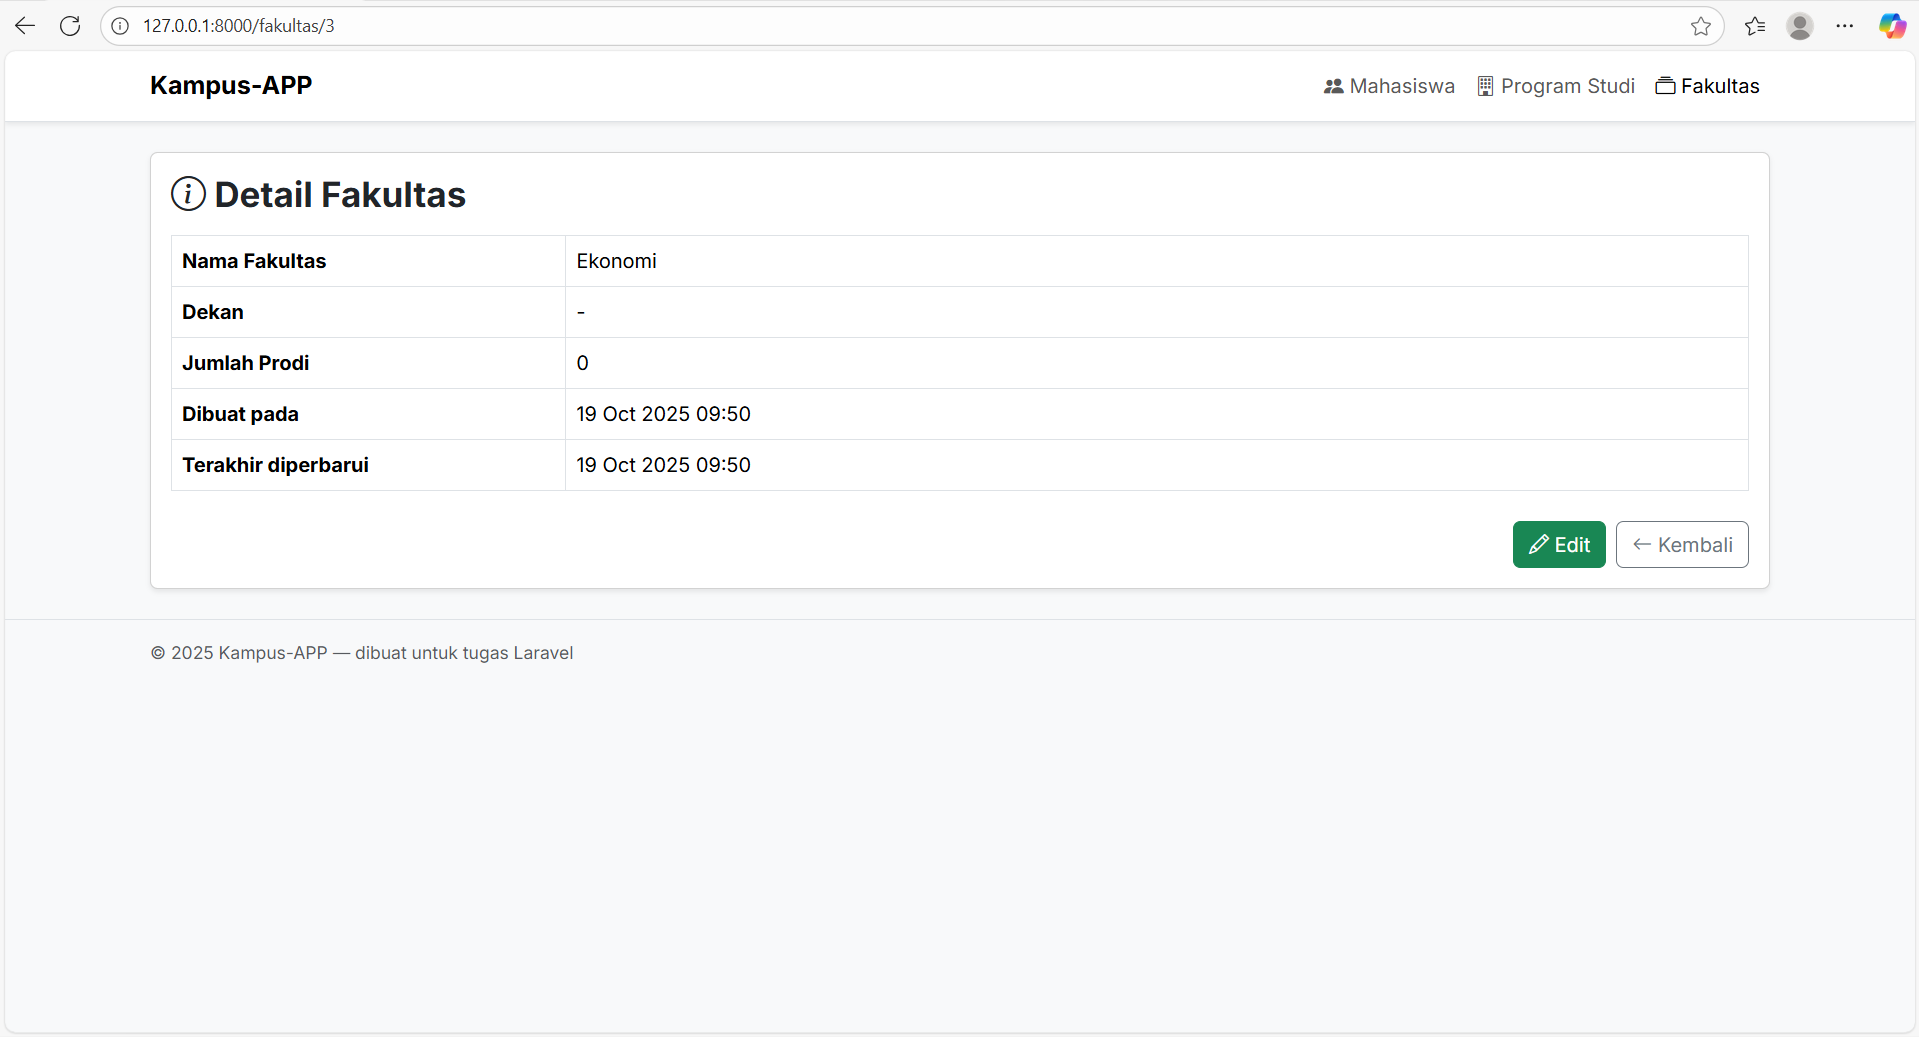 127.0.0.1:8000/fakultas/3
Kampus-APP
Mahasiswa Program Studi Fakultas
Detail Fakultas
Nama Fakultas Ekonomi
Dekan -
Jumlah Prodi 0
Dibuat pada 19 Oct 2025 09:50
Terakhir diperbarui 19 Oct 2025 09:50
Edit Kembali
© 2025 Kampus-APP — dibuat untuk tugas Laravel